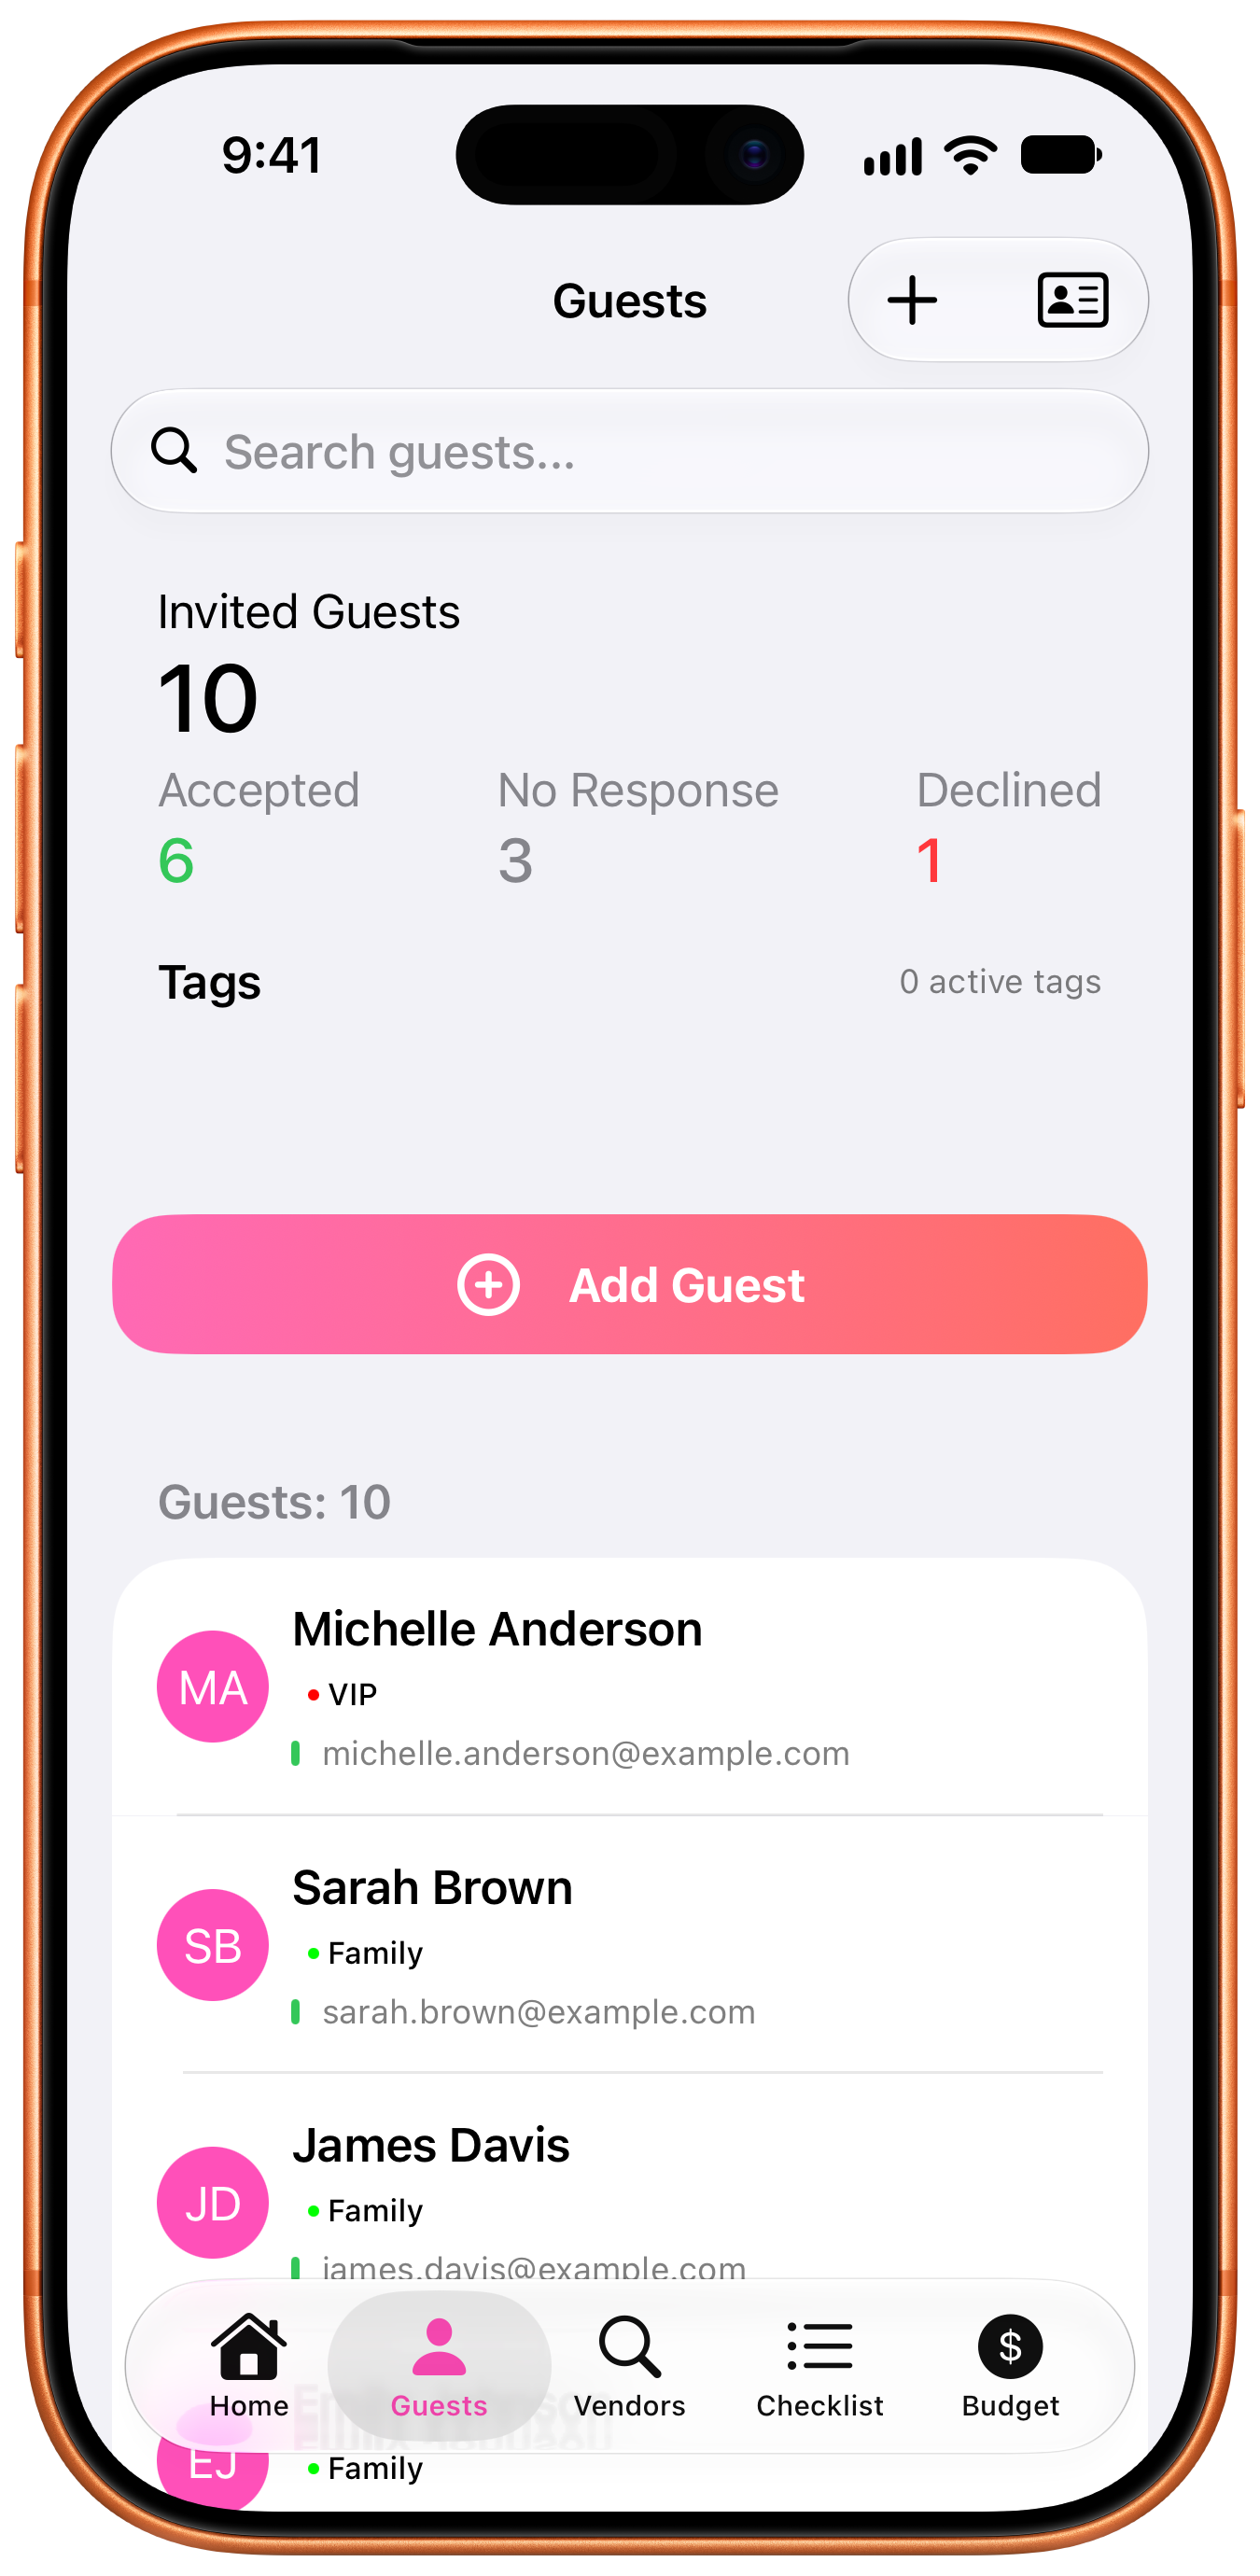 9:41
Guests
Search guests...
Invited Guests
10
Accepted No Response Declined
6 3 1
Tags 0 active tags
Add Guest
Guests: 10
MA
Michelle Anderson
VIP
michelle.anderson@example.com
SB
Sarah Brown
Family
sarah.brown@example.com
JD
James Davis
Family
james.davis@example.com
Home Guests Vendors Checklist Budget
EJ
Family